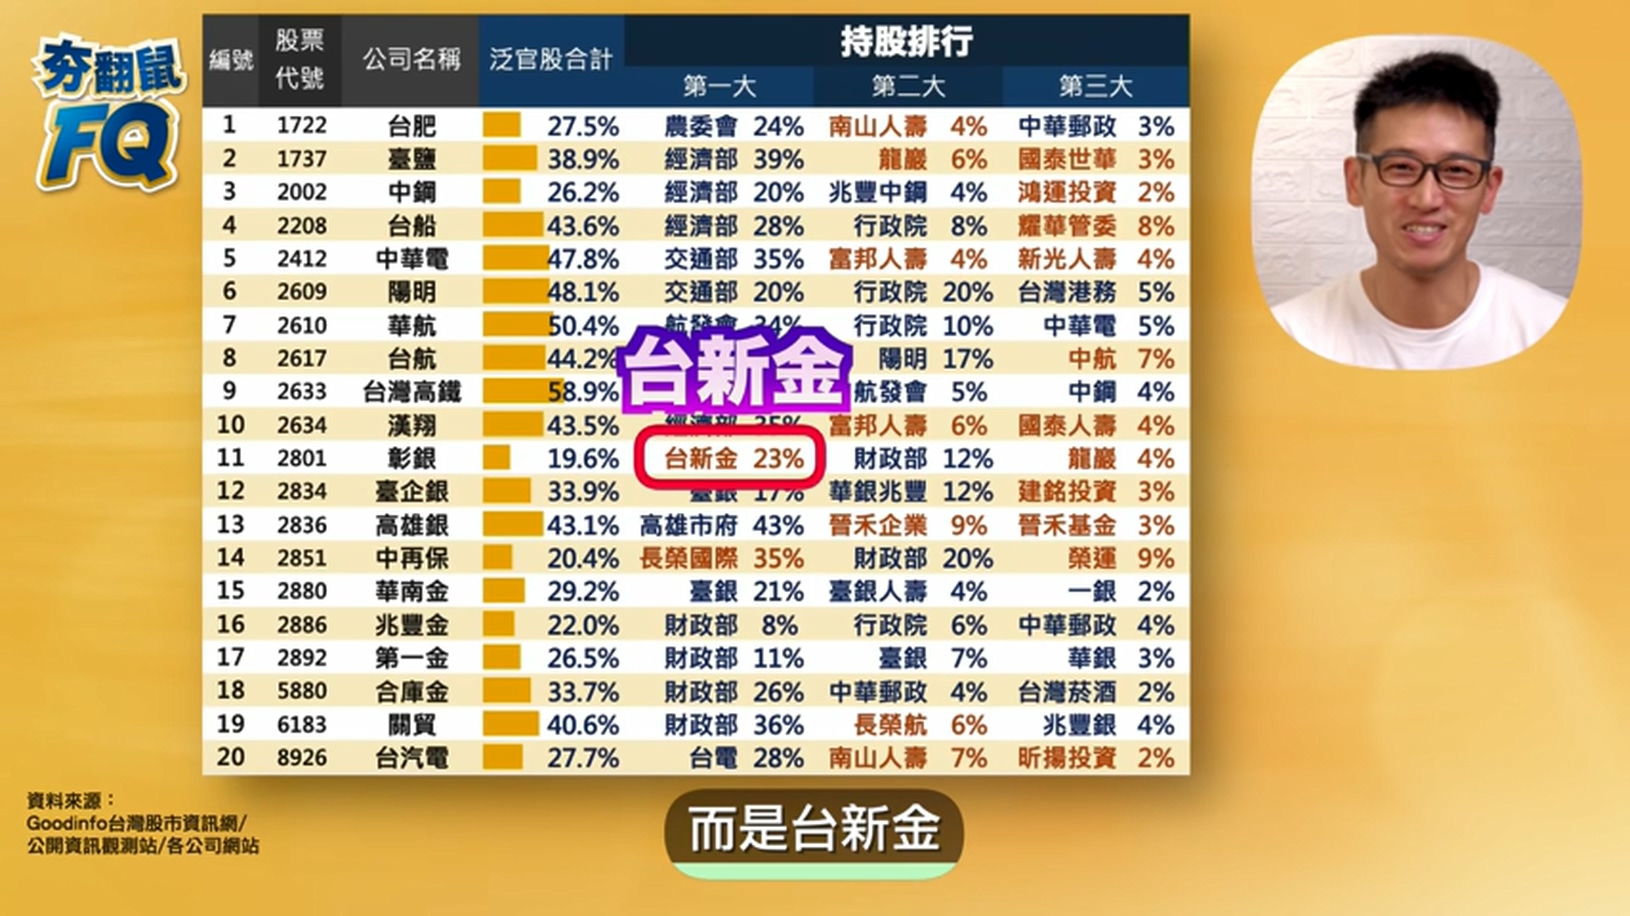 夯翻鼠
FQ
編號 股票代號 公司名稱 泛官股合計 持股排行
第一大 第二大 第三大
1 1722 台肥 27.5% 農委會 24% 南山人壽 4% 中華郵政 3%
2 1737 臺鹽 38.9% 經濟部 39% 龍巖 6% 國泰世華 3%
3 2002 中鋼 26.2% 經濟部 20% 兆豐中鋼 4% 鴻運投資 2%
4 2208 台船 43.6% 經濟部 28% 行政院 8% 耀華管委 8%
5 2412 中華電 47.8% 交通部 35% 富邦人壽 4% 新光人壽 4%
6 2609 陽明 48.1% 交通部 20% 行政院 20% 台灣港務 5%
7 2610 華航 50.4% 航發會 34% 行政院 10% 中華電 5%
8 2617 台航 44.2% 陽明 17% 中航 7%
台新金
9 2633 台灣高鐵 58.9% 航發會 5% 中鋼 4%
10 2634 漢翔 43.5% 經濟部 35% 富邦人壽 6% 國泰人壽 4%
11 2801 彰銀 19.6% 台新金 23% 財政部 12% 龍巖 4%
12 2834 臺企銀 33.9% 臺銀 17% 華銀兆豐 12% 建銘投資 3%
13 2836 高雄銀 43.1% 高雄市府 43% 晉禾企業 9% 晉禾基金 3%
14 2851 中再保 20.4% 長榮國際 35% 財政部 20% 榮運 9%
15 2880 華南金 29.2% 臺銀 21% 臺銀人壽 4% 一銀 2%
16 2886 兆豐金 22.0% 財政部 8% 行政院 6% 中華郵政 4%
17 2892 第一金 26.5% 財政部 11% 臺銀 7% 華銀 3%
18 5880 合庫金 33.7% 財政部 26% 中華郵政 4% 台灣菸酒 2%
19 6183 關貿 40.6% 財政部 36% 長榮航 6% 兆豐銀 4%
20 8926 台汽電 27.7% 台電 28% 南山人壽 7% 昕揚投資 2%
資料來源：
Goodinfo台灣股市資訊網/
公開資訊觀測站/各公司網站
而是台新金